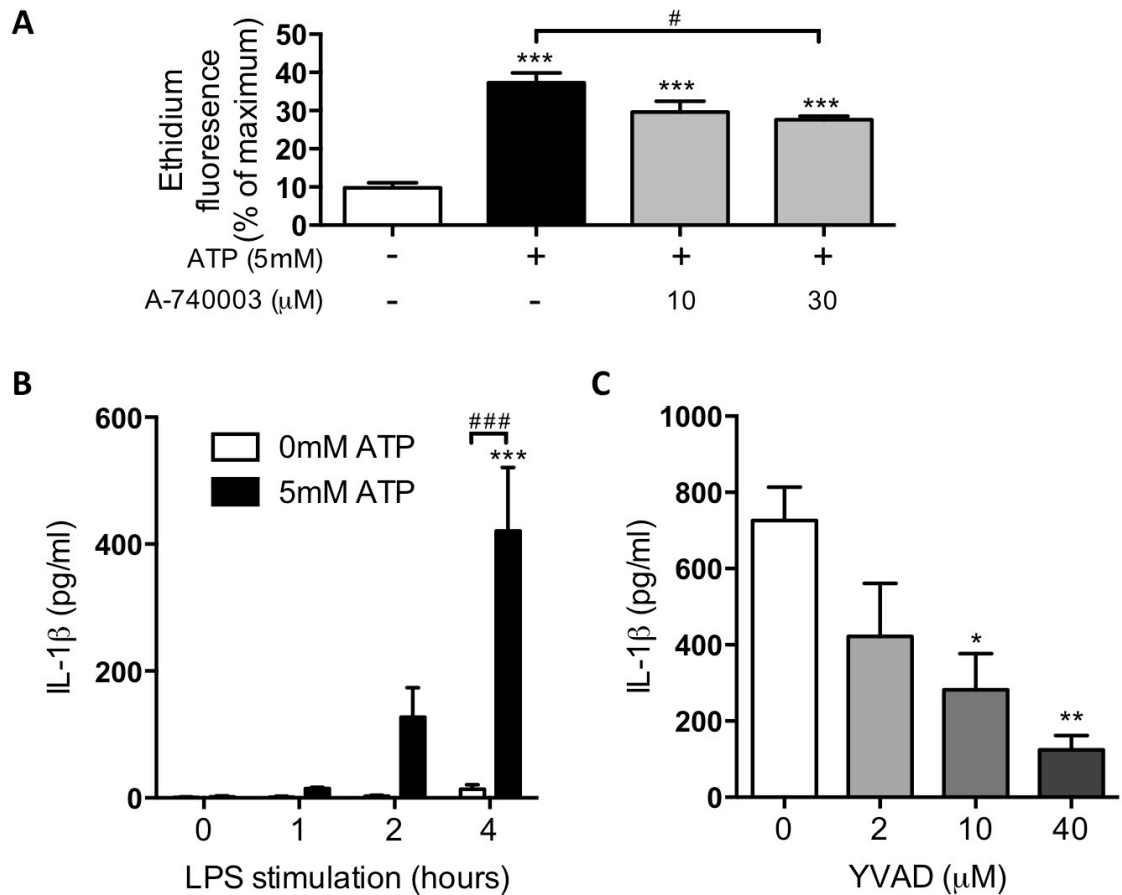 A
Ethidium
fluoresence
(% of maximum)
50
40
30
20
10
0
#
*** *** ***
ATP (5mM) - + + +
A-740003 (μM) - - 10 30
B
IL-1β (pg/ml)
600
400
200
0
0mM ATP
5mM ATP
###
***
0 1 2 4
LPS stimulation (hours)
C
IL-1β (pg/ml)
1000
800
600
400
200
0
*
**
0 2 10 40
YVAD (μM)